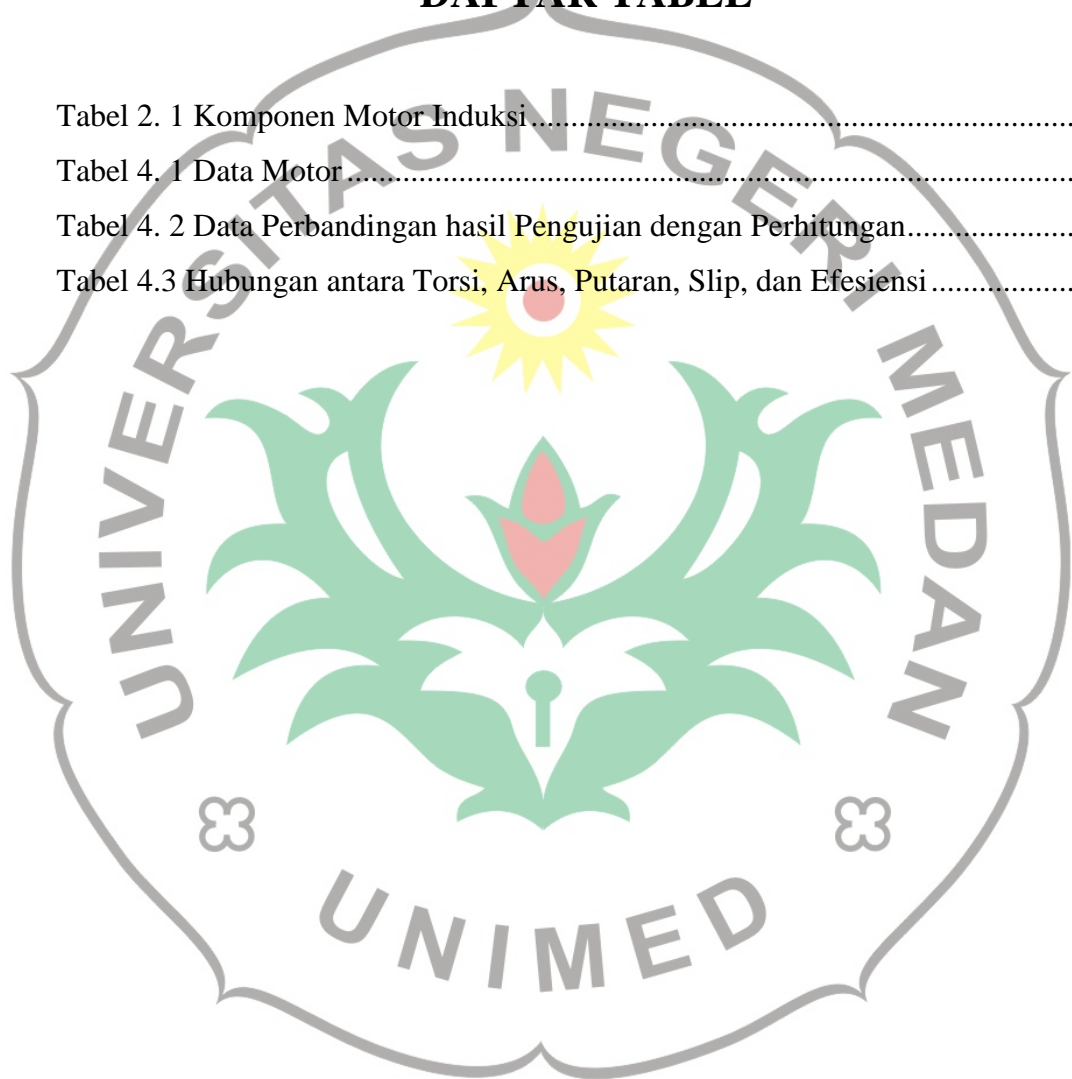 DAFTAR TABEL
Tabel 2. 1 Komponen Motor Induksi......................................................................
Tabel 4. 1 Data Motor.............................................................................................
Tabel 4. 2 Data Perbandingan hasil Pengujian dengan Perhitungan.....................
Tabel 4.3 Hubungan antara Torsi, Arus, Putaran, Slip, dan Efesiensi..................
UNIVERSITAS NEGERI MEDAN
UNIMED